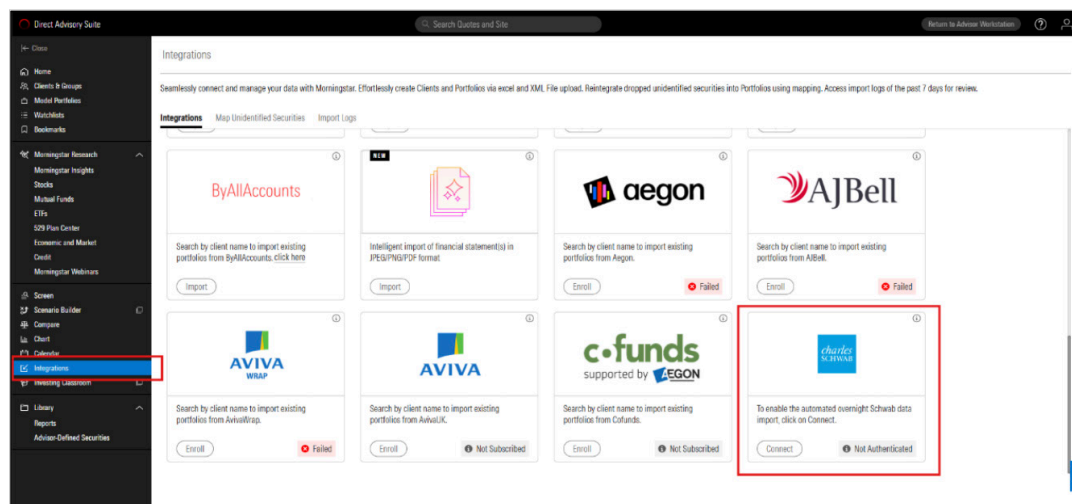 Direct Advisory Suite
Search Quotes and Site
Return to Advisor Workstation
Close
Home
Clients & Groups
Model Portfolios
Watchlists
Bookmarks
Morningstar Research
Morningstar Insights
Stocks
Mutual Funds
ETFs
529 Plan Center
Economic and Market
Credit
Morningstar Webinars
Screen
Scenario Builder
Compare
Chart
Calendar
Integrations
Investing Classroom
Library
Reports
Advisor-Defined Securities
Integrations
Seamlessly connect and manage your data with Morningstar. Effortlessly create Clients and Portfolios via excel and XML File upload. Reintegrate dropped unidentified securities into Portfolios using mapping. Access import logs of the past 7 days for review.
Integrations Map Unidentified Securities Import Logs
ByAllAccounts
Search by client name to import existing
portfolios from ByAllAccounts. click here
Import
NEW
Intelligent import of financial statement(s) in
JPEG/PNG/PDF format
Import
aegon
Search by client name to import existing
portfolios from Aegon.
Enroll Failed
AJBell
Search by client name to import existing
portfolios from AJBell.
Enroll Failed
AVIVA
WRAP
Search by client name to import existing
portfolios from AvivaWrap.
Enroll Failed
AVIVA
Search by client name to import existing
portfolios from AvivaUK.
Enroll Not Subscribed
cofunds
supported by AEGON
Search by client name to import existing
portfolios from Cofunds.
Enroll Not Subscribed
charles
SCHWAB
To enable the automated overnight Schwab data
import, click on Connect.
Connect Not Authenticated